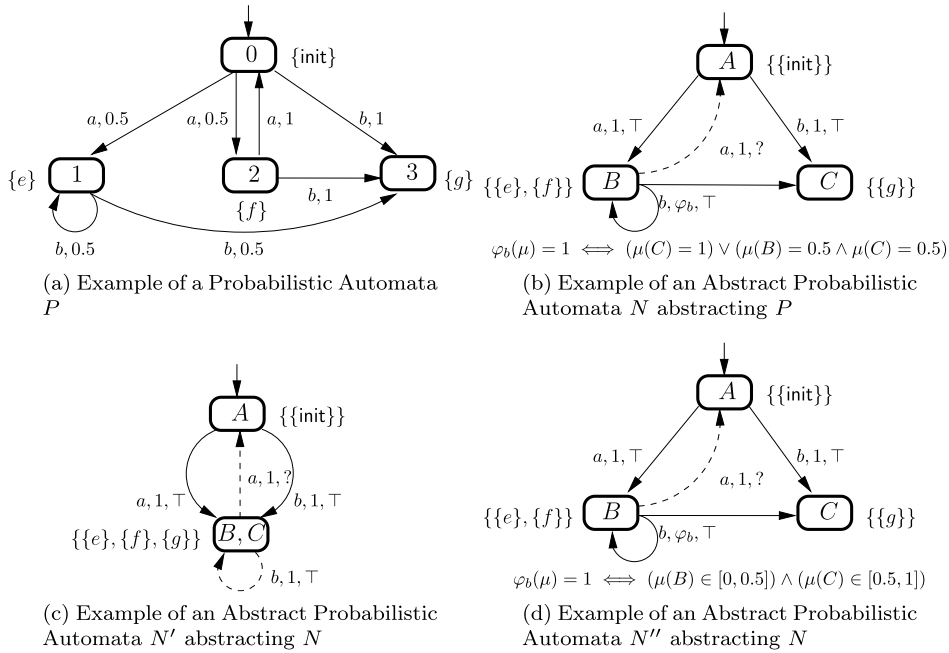 0 {init}
a, 0.5 a, 0.5 a, 1 b, 1
{e} 1 2 3 {g}
b, 1
{f}
b, 0.5 b, 0.5
(a) Example of a Probabilistic Automata
P
A {{init}}
a, 1, ⊤ b, 1, ⊤
a, 1, ?
{{e}, {f}} B C {{g}}
b, φ_b, ⊤
φ_b(μ) = 1 ⟺ (μ(C) = 1) ∨ (μ(B) = 0.5 ∧ μ(C) = 0.5)
(b) Example of an Abstract Probabilistic
Automata N abstracting P
A {{init}}
a, 1, ?
a, 1, ⊤ b, 1, ⊤
{{e}, {f}, {g}} B, C
b, 1, ⊤
(c) Example of an Abstract Probabilistic
Automata N′ abstracting N
A {{init}}
a, 1, ⊤ b, 1, ⊤
a, 1, ?
{{e}, {f}} B C {{g}}
b, φ_b, ⊤
φ_b(μ) = 1 ⟺ (μ(B) ∈ [0, 0.5]) ∧ (μ(C) ∈ [0.5, 1])
(d) Example of an Abstract Probabilistic
Automata N″ abstracting N